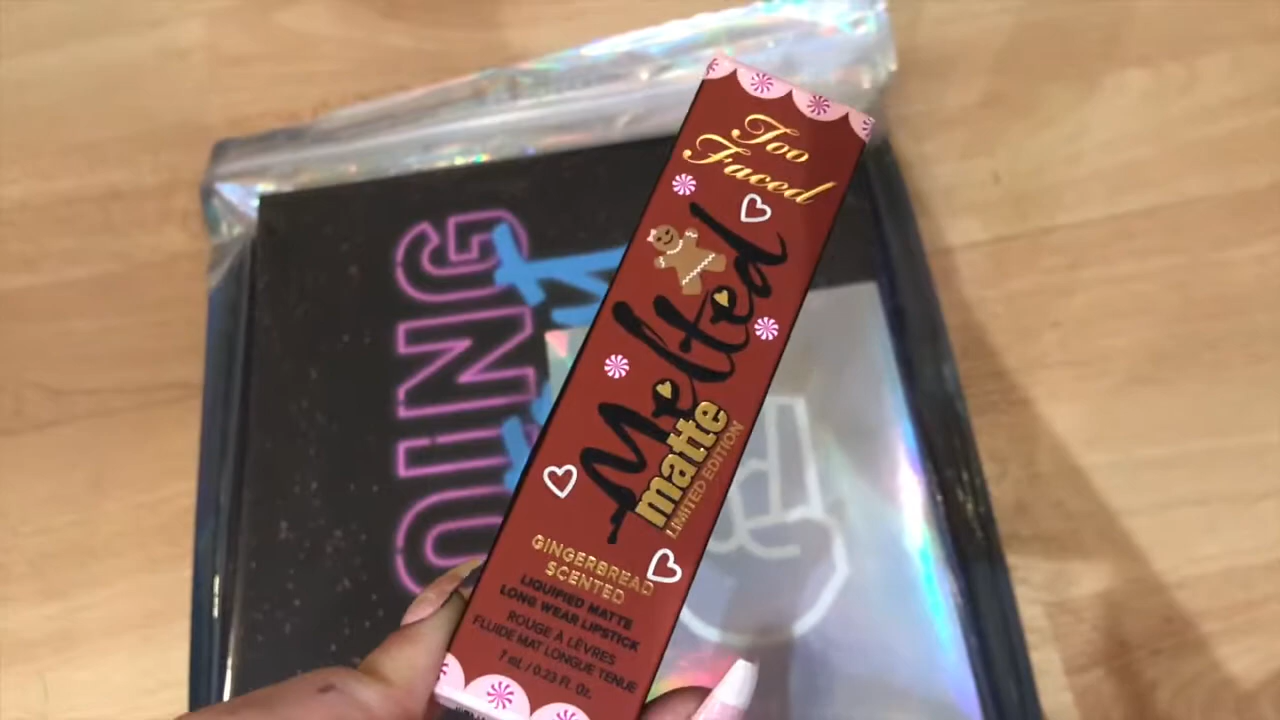 Too
Faced
Melted
matte
LIMITED EDITION
GINGERBREAD
SCENTED
LIQUIFIED MATTE
LONG WEAR LIPSTICK
ROUGE À LÈVRES
FLUIDE MAT LONGUE TENUE
7 mL / 0.23 FL. Oz.
OING